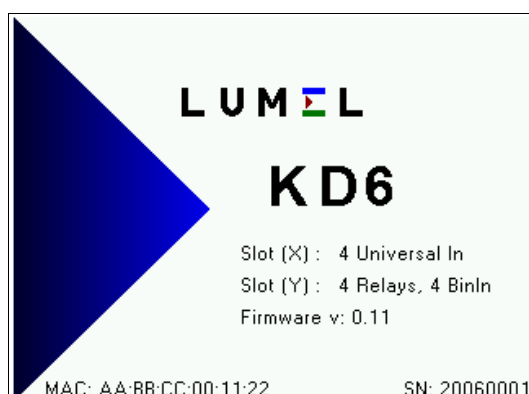 LUMEL
KD6
Slot (X) : 4 Universal In
Slot (Y) : 4 Relays, 4 BinIn
Firmware v: 0.11
MAC: AA:BB:CC:00:11:22 SN: 20060001